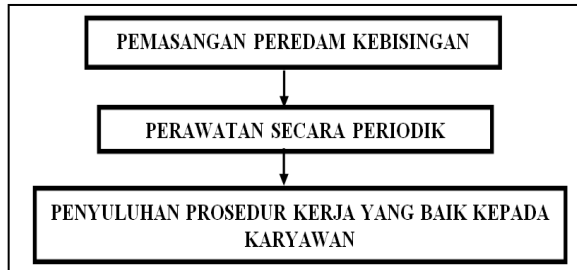 PEMASANGAN PEREDAM KEBISINGAN
PERAWATAN SECARA PERIODIK
PENYULUHAN PROSEDUR KERJA YANG BAIK KEPADA
KARYAWAN